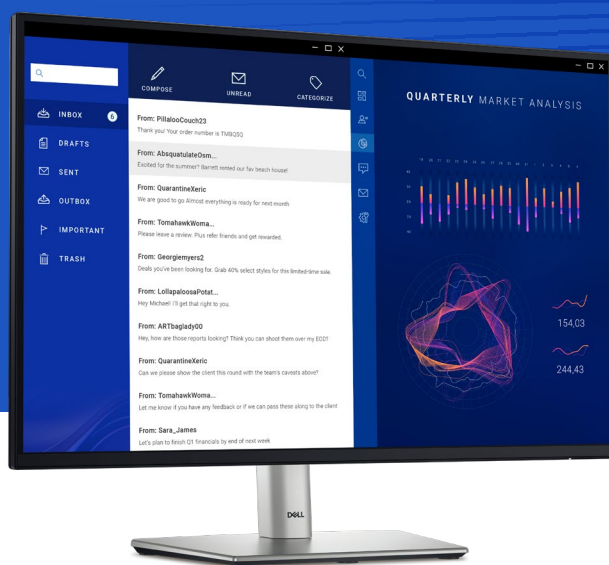 COMPOSE
UNREAD
CATEGORIZE
INBOX 6
DRAFTS
SENT
OUTBOX
IMPORTANT
TRASH
From: PillalooCouch23
Thank you! Your order number is TMBQSG
From: AbsquatulateOsm...
Excited for the summer? Barrett rented our fav beach house!
From: QuarantineXeric
We are good to go Almost everything is ready for next month
From: TomahawkWoma...
Please leave a review. Plus refer friends and get rewarded.
From: Georgiemyers2
Deals you've been looking for. Grab 40% select styles for this limited-time sale.
From: LollapaloosaPotat...
Hey Michael! I'll get that right to you.
From: ARTbaglady00
Hey, how are those reports looking? Think you can shoot them over my EOD?
From: QuarantineXeric
Can we please show the client this round with the team's caveats above?
From: TomahawkWoma...
Let me know if you have any feedback or if we can pass these along to the client
From: Sara_James
Let's plan to finish Q1 financials by end of next week
QUARTERLY MARKET ANALYSIS
154,03
244,43
DELL